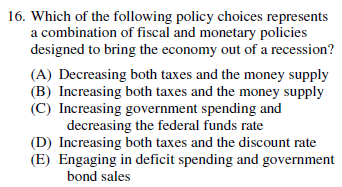 16. Which of the following policy choices represents
a combination of fiscal and monetary policies
designed to bring the economy out of a recession?
(A) Decreasing both taxes and the money supply
(B) Increasing both taxes and the money supply
(C) Increasing government spending and
decreasing the federal funds rate
(D) Increasing both taxes and the discount rate
(E) Engaging in deficit spending and government
bond sales